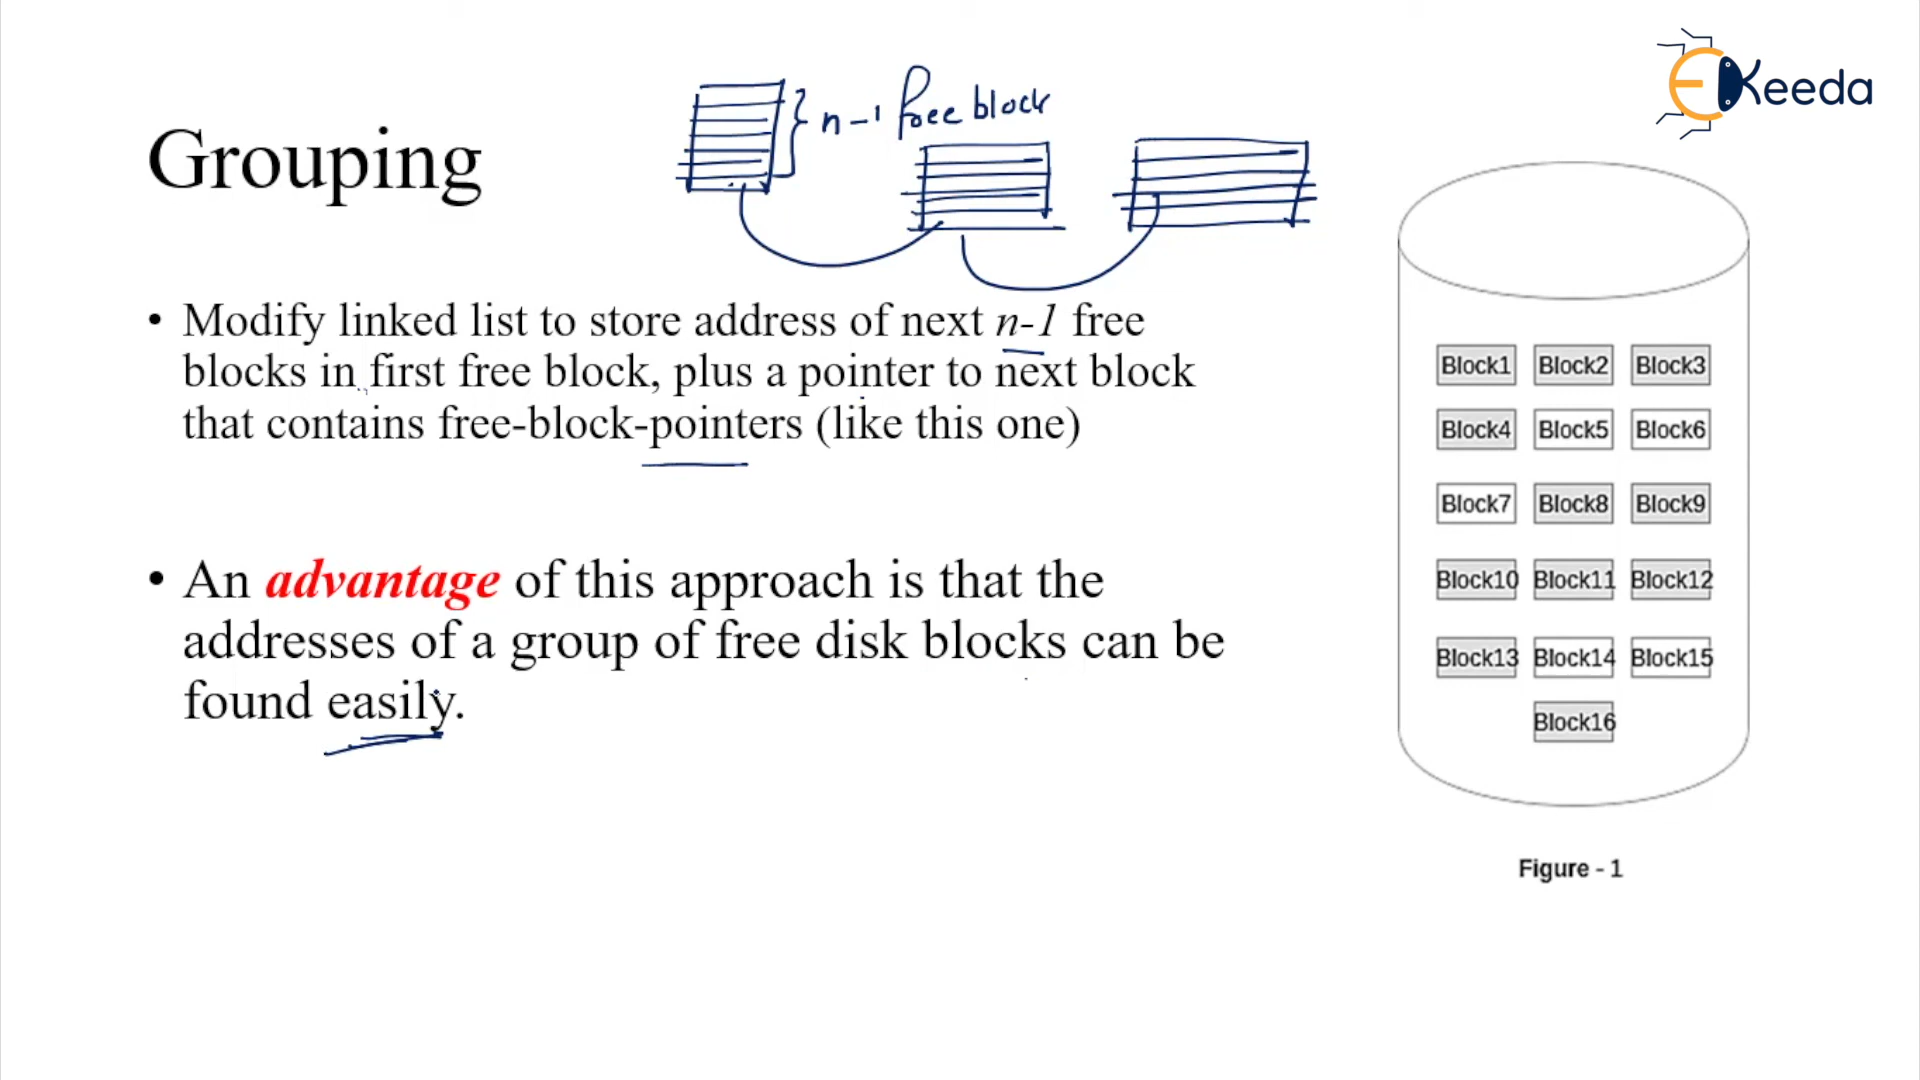 EKeeda
n-1 free block
Grouping
• Modify linked list to store address of next n-1 free
blocks in first free block, plus a pointer to next block
that contains free-block-pointers (like this one)
• An advantage of this approach is that the
addresses of a group of free disk blocks can be
found easily.
Block1 Block2 Block3
Block4 Block5 Block6
Block7 Block8 Block9
Block10 Block11 Block12
Block13 Block14 Block15
Block16
Figure - 1